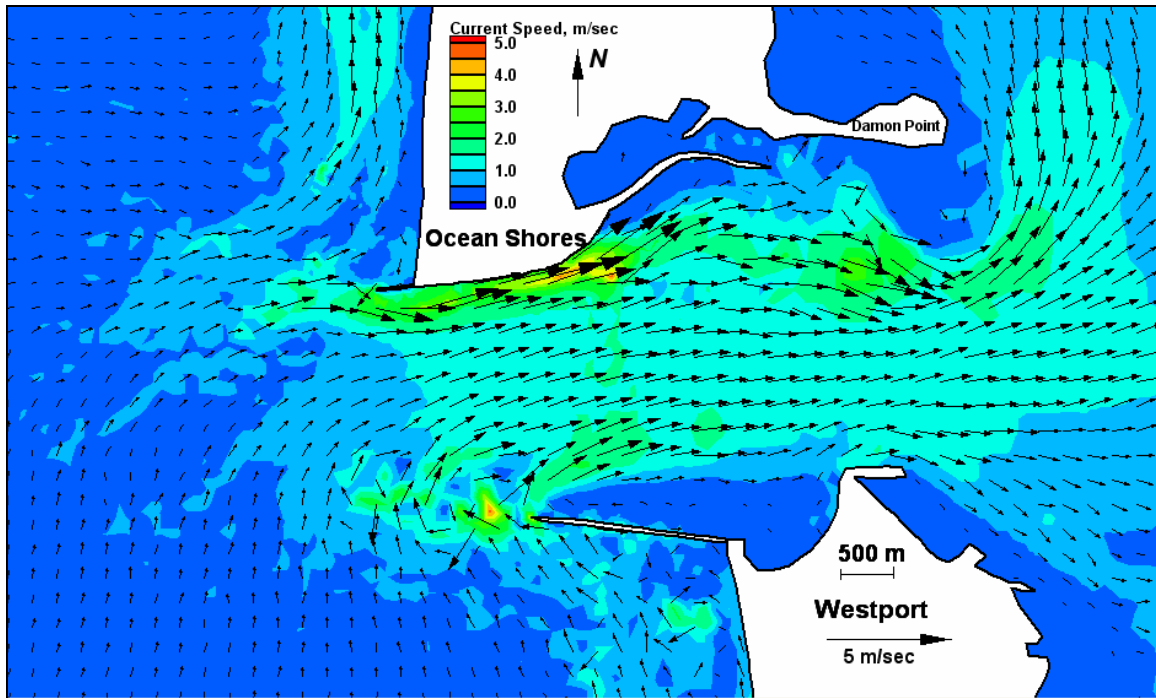 Current Speed, m/sec
5.0
4.0
3.0
2.0
1.0
0.0
N
Damon Point
Ocean Shores
500 m
Westport
5 m/sec